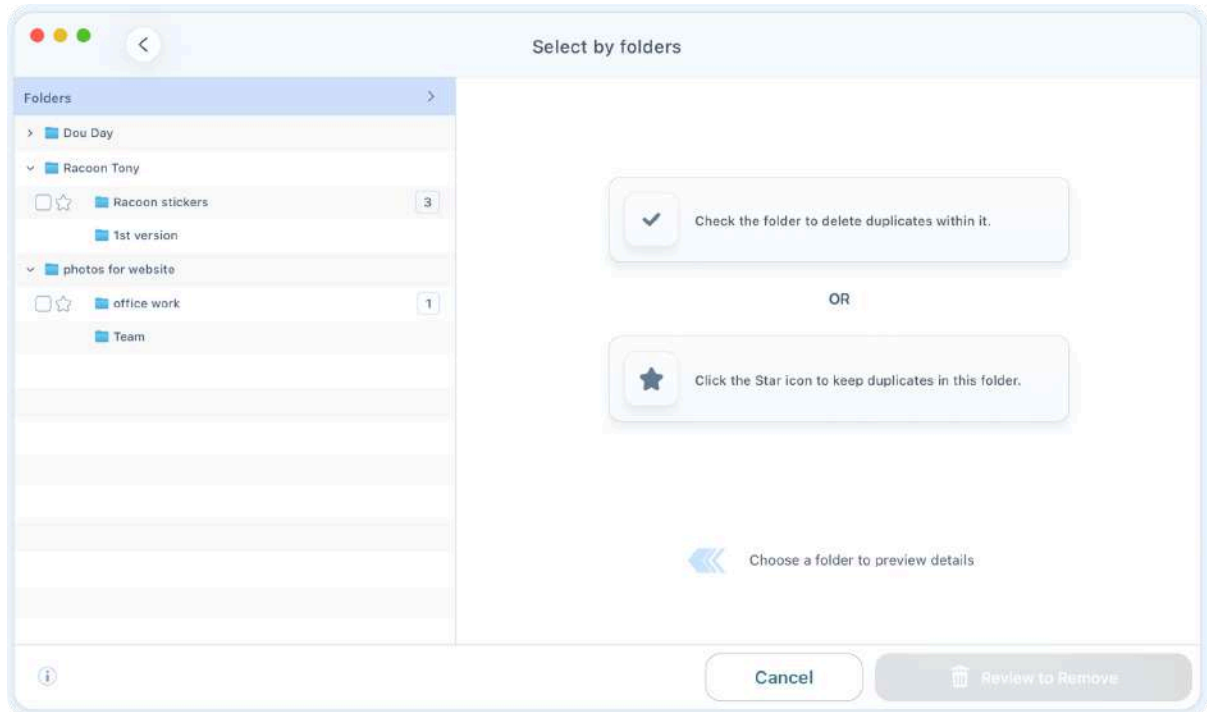 Select by folders
Folders
Dou Day
Racoon Tony
Racoon stickers 3
1st version
photos for website
office work 1
Team
Check the folder to delete duplicates within it.
OR
Click the Star icon to keep duplicates in this folder.
Choose a folder to preview details
Cancel
Review to Remove